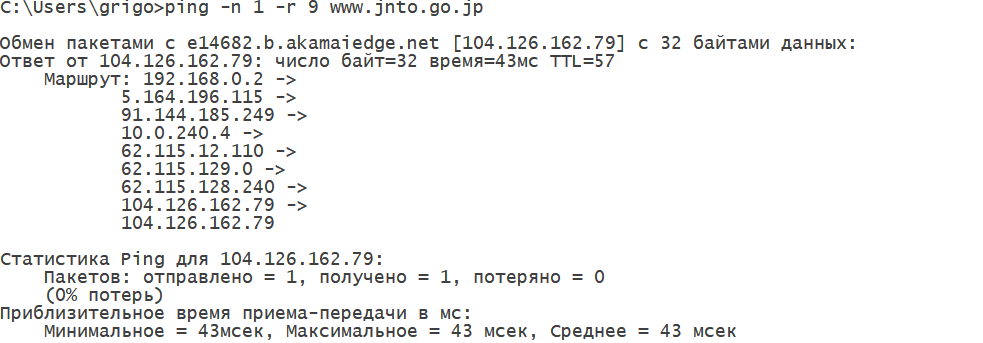 C:\Users\grigo>ping -n 1 -r 9 www.jnto.go.jp
Обмен пакетами с e14682.b.akamaiedge.net [104.126.162.79] с 32 байтами данных:
Ответ от 104.126.162.79: число байт=32 время=43мс TTL=57
Маршрут: 192.168.0.2 ->
5.164.196.115 ->
91.144.185.249 ->
10.0.240.4 ->
62.115.12.110 ->
62.115.129.0 ->
62.115.128.240 ->
104.126.162.79 ->
104.126.162.79
Статистика Ping для 104.126.162.79:
Пакетов: отправлено = 1, получено = 1, потеряно = 0
(0% потерь)
Приблизительное время приема-передачи в мс:
Минимальное = 43мсек, Максимальное = 43 мсек, Среднее = 43 мсек